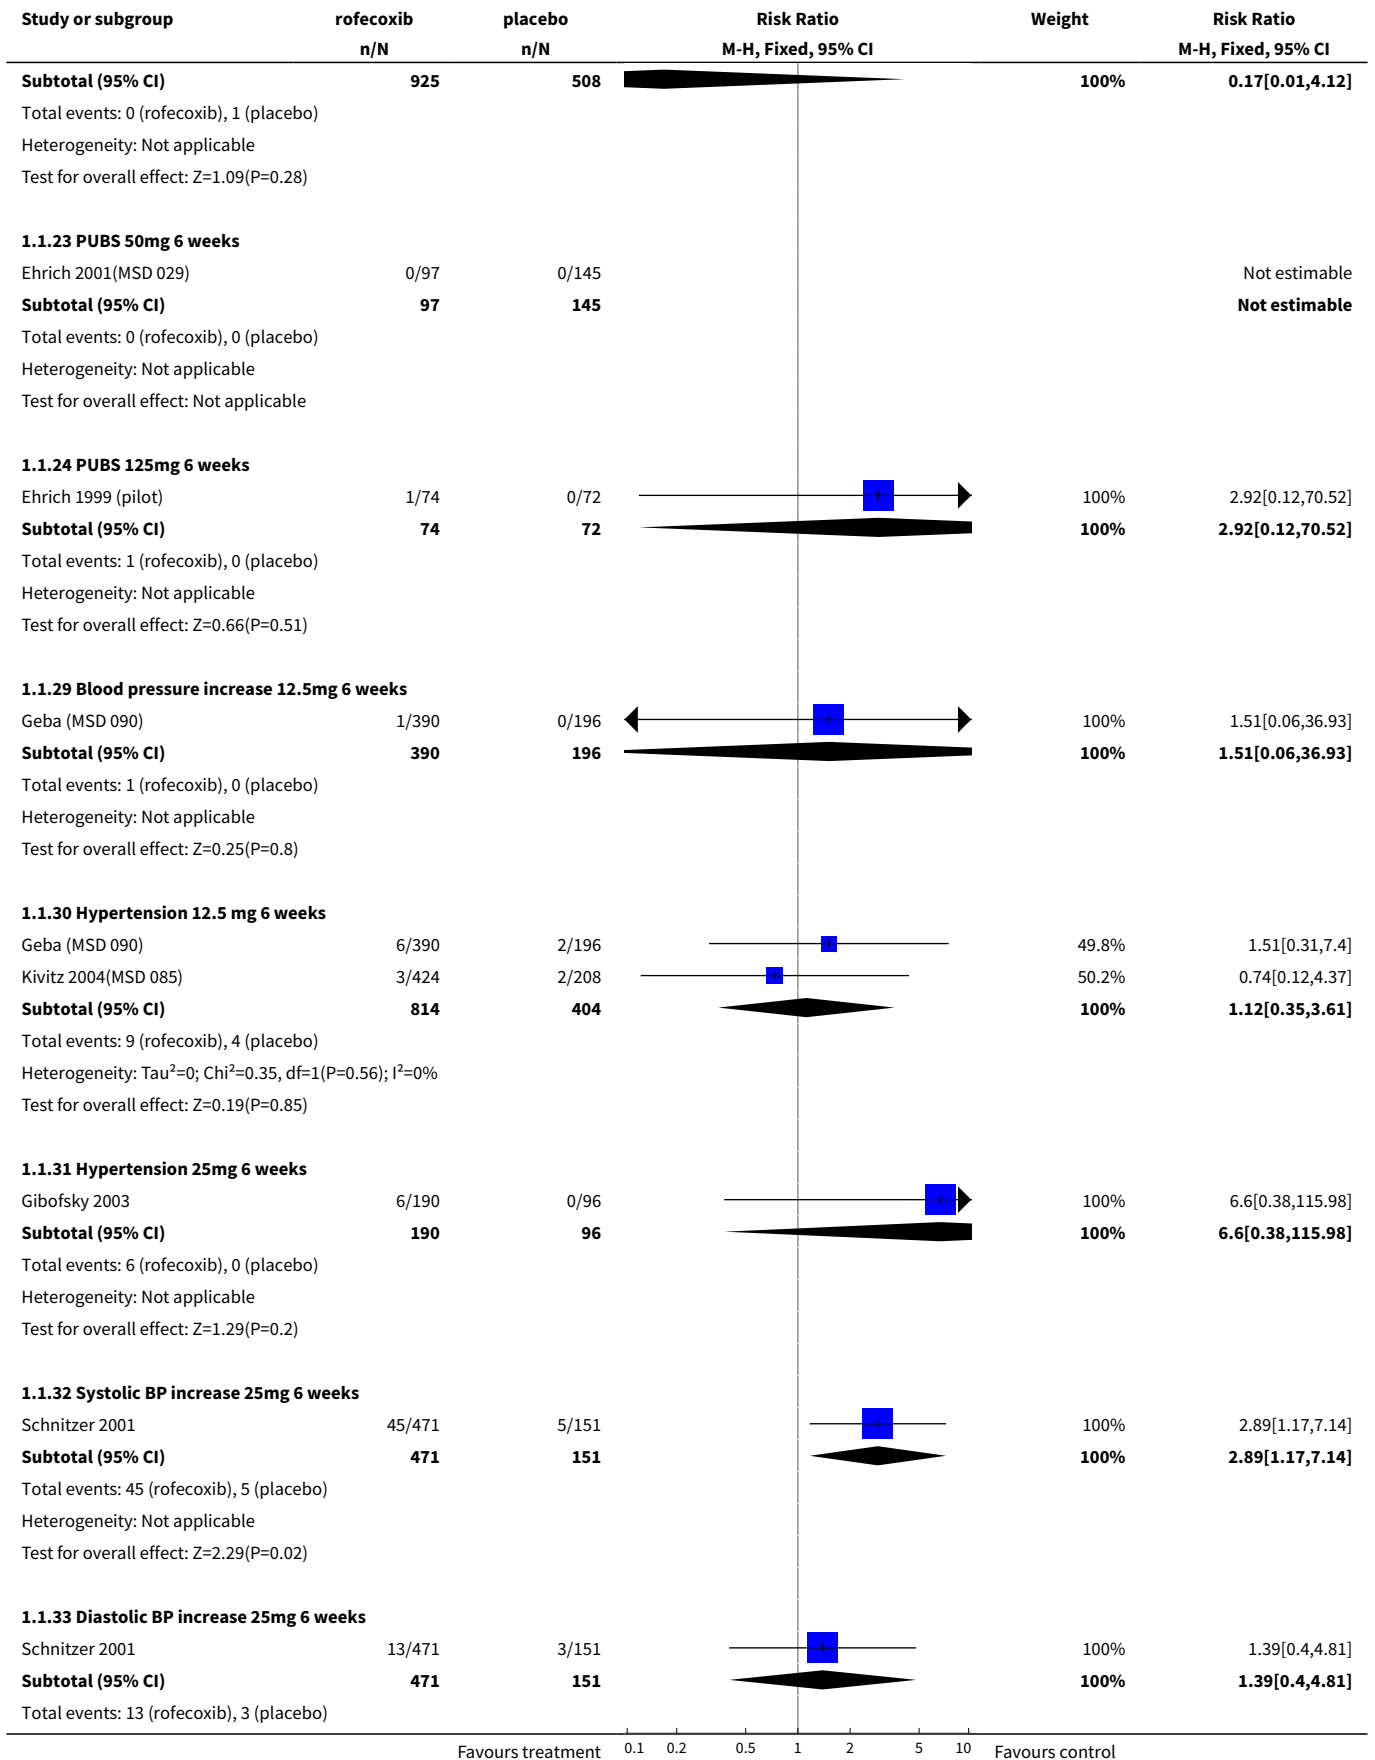 Study or subgroup rofecoxib placebo Risk Ratio Weight Risk Ratio
n/N n/N M-H, Fixed, 95% CI M-H, Fixed, 95% CI
Subtotal (95% CI) 925 508 100% 0.17[0.01,4.12]
Total events: 0 (rofecoxib), 1 (placebo)
Heterogeneity: Not applicable
Test for overall effect: Z=1.09(P=0.28)
1.1.23 PUBS 50mg 6 weeks
Ehrich 2001(MSD 029) 0/97 0/145 Not estimable
Subtotal (95% CI) 97 145 Not estimable
Total events: 0 (rofecoxib), 0 (placebo)
Heterogeneity: Not applicable
Test for overall effect: Not applicable
1.1.24 PUBS 125mg 6 weeks
Ehrich 1999 (pilot) 1/74 0/72 100% 2.92[0.12,70.52]
Subtotal (95% CI) 74 72 100% 2.92[0.12,70.52]
Total events: 1 (rofecoxib), 0 (placebo)
Heterogeneity: Not applicable
Test for overall effect: Z=0.66(P=0.51)
1.1.29 Blood pressure increase 12.5mg 6 weeks
Geba (MSD 090) 1/390 0/196 100% 1.51[0.06,36.93]
Subtotal (95% CI) 390 196 100% 1.51[0.06,36.93]
Total events: 1 (rofecoxib), 0 (placebo)
Heterogeneity: Not applicable
Test for overall effect: Z=0.25(P=0.8)
1.1.30 Hypertension 12.5 mg 6 weeks
Geba (MSD 090) 6/390 2/196 49.8% 1.51[0.31,7.4]
Kivitz 2004(MSD 085) 3/424 2/208 50.2% 0.74[0.12,4.37]
Subtotal (95% CI) 814 404 100% 1.12[0.35,3.61]
Total events: 9 (rofecoxib), 4 (placebo)
Heterogeneity: Tau²=0; Chi²=0.35, df=1(P=0.56); I²=0%
Test for overall effect: Z=0.19(P=0.85)
1.1.31 Hypertension 25mg 6 weeks
Gibofsky 2003 6/190 0/96 100% 6.6[0.38,115.98]
Subtotal (95% CI) 190 96 100% 6.6[0.38,115.98]
Total events: 6 (rofecoxib), 0 (placebo)
Heterogeneity: Not applicable
Test for overall effect: Z=1.29(P=0.2)
1.1.32 Systolic BP increase 25mg 6 weeks
Schnitzer 2001 45/471 5/151 100% 2.89[1.17,7.14]
Subtotal (95% CI) 471 151 100% 2.89[1.17,7.14]
Total events: 45 (rofecoxib), 5 (placebo)
Heterogeneity: Not applicable
Test for overall effect: Z=2.29(P=0.02)
1.1.33 Diastolic BP increase 25mg 6 weeks
Schnitzer 2001 13/471 3/151 100% 1.39[0.4,4.81]
Subtotal (95% CI) 471 151 100% 1.39[0.4,4.81]
Total events: 13 (rofecoxib), 3 (placebo)
Favours treatment 0.1 0.2 0.5 1 2 5 10 Favours control